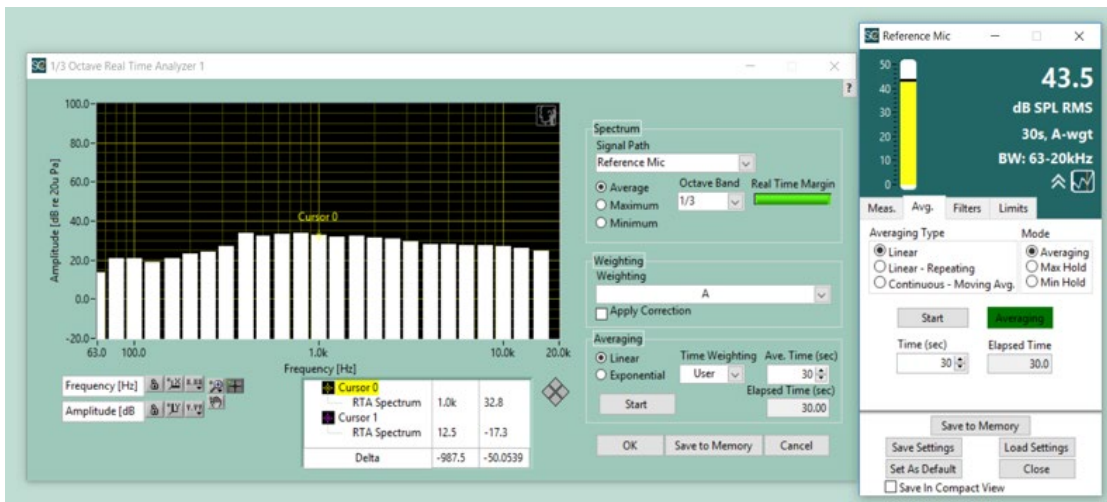 1/3 Octave Real Time Analyzer 1
?
100.0
80.0
60.0
40.0
20.0
0.0
-20.0
Amplitude [dB re 20u Pa]
Cursor 0
63.0 100.0 1.0k 10.0k 20.0k
Frequency [Hz]
Frequency [Hz]
Amplitude [dB
Cursor 0
RTA Spectrum 1.0k 32.8
Cursor 1
RTA Spectrum 12.5 -17.3
Delta -987.5 -50.0539
Spectrum
Signal Path
Reference Mic
Average
Maximum
Minimum
Octave Band Real Time Margin
1/3
Weighting
Weighting
A
Apply Correction
Averaging
Linear
Exponential
Time Weighting Ave. Time (sec)
User 30
Elapsed Time (sec)
Start 30.00
OK Save to Memory Cancel
SC Reference Mic
50
40
30
20
10
0
43.5
dB SPL RMS
30s, A-wgt
BW: 63-20kHz
Meas. Avg. Filters Limits
Averaging Type Mode
Linear Averaging
Linear - Repeating Max Hold
Continuous - Moving Avg. Min Hold
Start Averaging
Time (sec) Elapsed Time
30 30.0
Save to Memory
Save Settings Load Settings
Set As Default Close
Save In Compact View